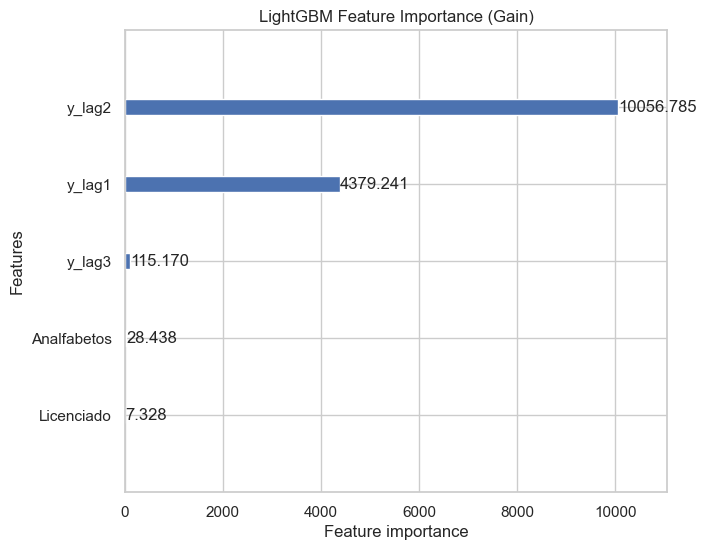 LightGBM Feature Importance (Gain)
y_lag2
10056.785
y_lag1
4379.241
y_lag3
115.170
Analfabetos
28.438
Licenciado
7.328
Features
0 2000 4000 6000 8000 10000
Feature importance